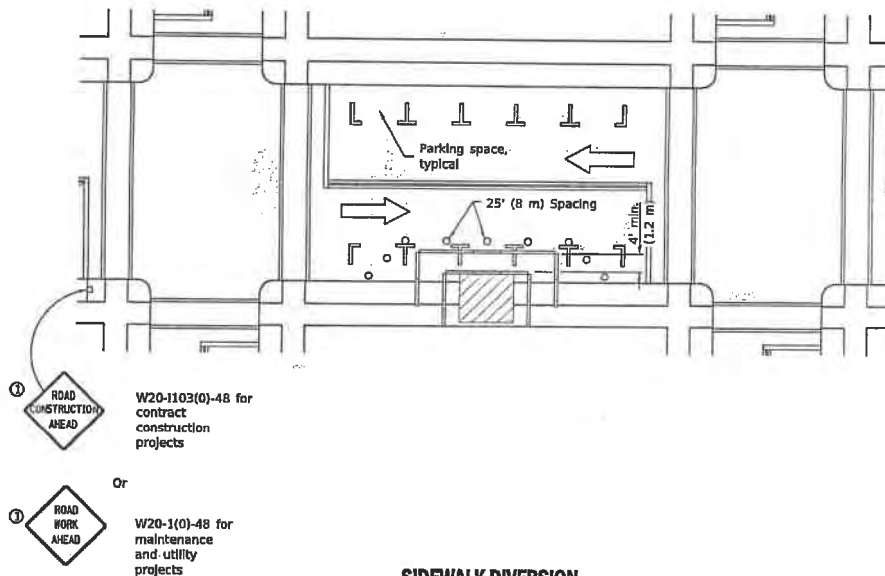 Parking space,
typical
25' (8 m) Spacing
4' min.
(1.2 m
①
ROAD
CONSTRUCTION
AHEAD
W20-I103(0)-48 for
contract
construction
projects
Or
①
ROAD
WORK
AHEAD
W20-1(0)-48 for
maintenance
and utility
projects
SIDEWALK DIVERSION